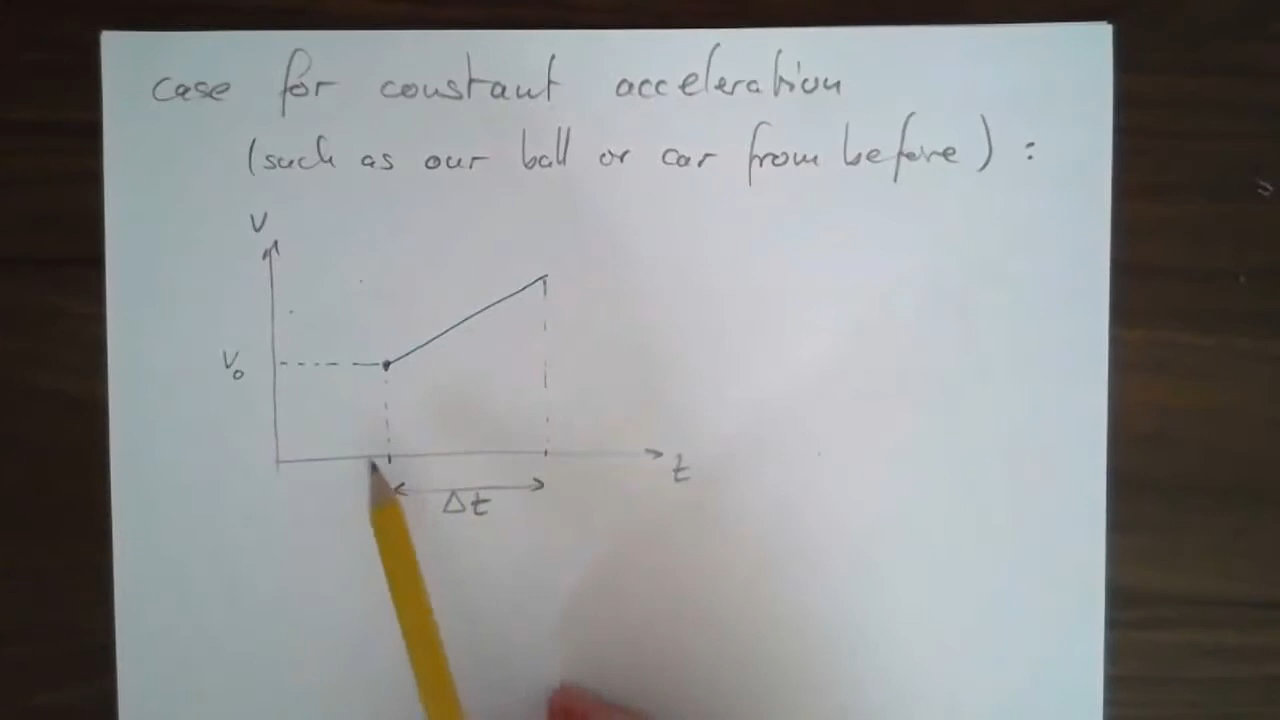 case for constant acceleration
(such as our ball or car from before) :
v
v₀
t
Δt